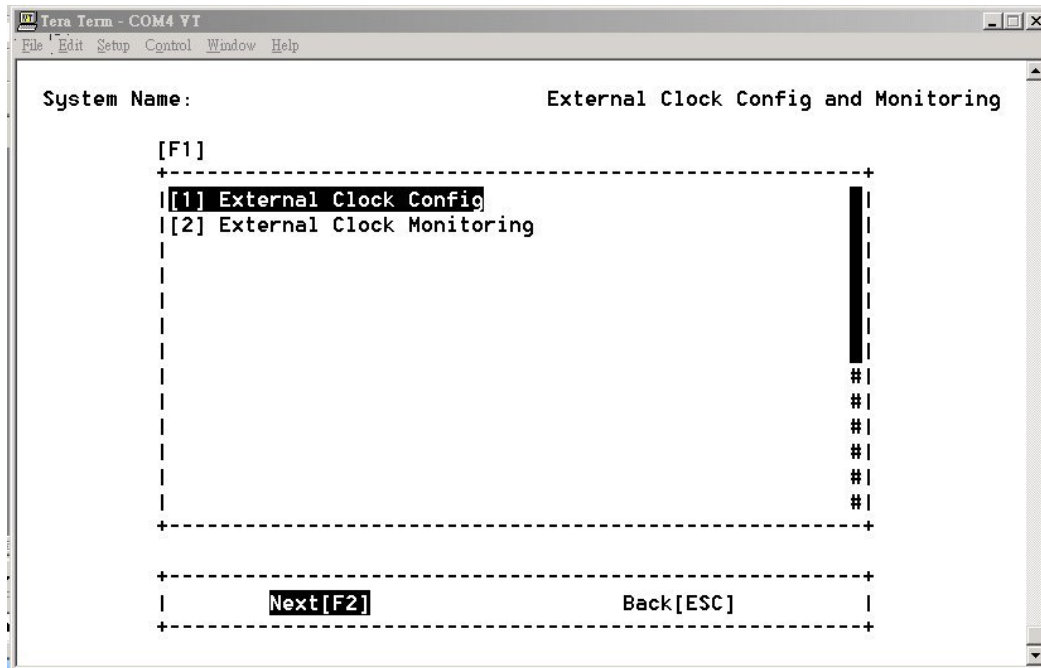 Tera Term - COM4 VT
File Edit Setup Control Window Help
System Name: External Clock Config and Monitoring
[F1]
[1] External Clock Config
[2] External Clock Monitoring
#
#
#
#
#
#
Next[F2] Back[ESC]